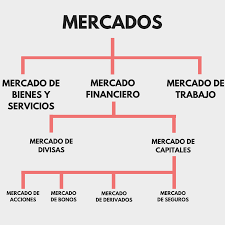 MERCADOS
MERCADO DE
BIENES Y
SERVICIOS
MERCADO
FINANCIERO
MERCADO DE
TRABAJO
MERCADO DE
DIVISAS
MERCADO DE
CAPITALES
MERCADO DE
ACCIONES
MERCADO
DE BONOS
MERCADO
DE DERIVADOS
MERCADO
DE SEGUROS